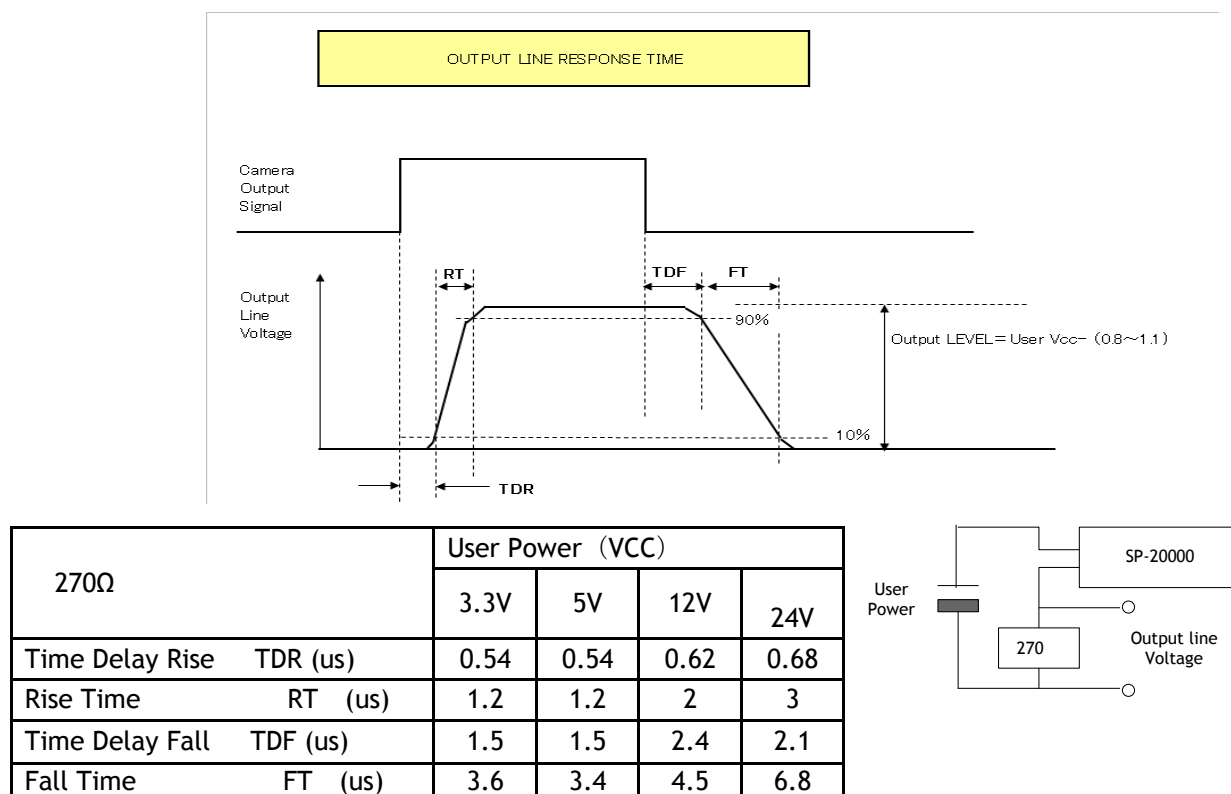 OUTPUT LINE RESPONSE TIME
Camera
Output
Signal
RT
TDF
FT
Output
Line
Voltage
90%
Output LEVEL=User Vcc-（0.8～1.1）
10%
TDR
270Ω
User Power（VCC）
3.3V 5V 12V 24V
Time Delay Rise TDR (us) 0.54 0.54 0.62 0.68
Rise Time RT (us) 1.2 1.2 2 3
Time Delay Fall TDF (us) 1.5 1.5 2.4 2.1
Fall Time FT (us) 3.6 3.4 4.5 6.8
SP-20000
User
Power
270
Output line
Voltage